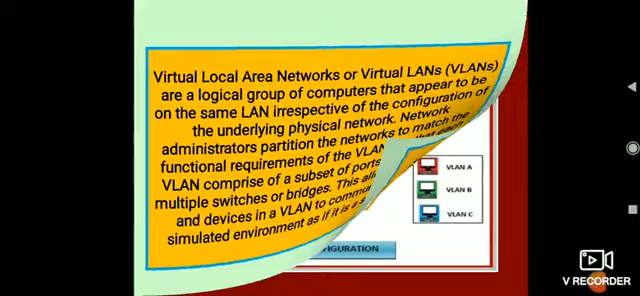 Virtual Local Area Networks or Virtual LANs (VLANs)
are a logical group of computers that appear to be
on the same LAN irrespective of the configuration of
the underlying physical network. Network
administrators partition the networks to match the
functional requirements of the VLAN that each
VLAN comprise of a subset of ports
multiple switches or bridges. This
and devices in a VLAN to
simulated environment as if it is a
VLAN A
VLAN B
VLAN C
V RECORDER